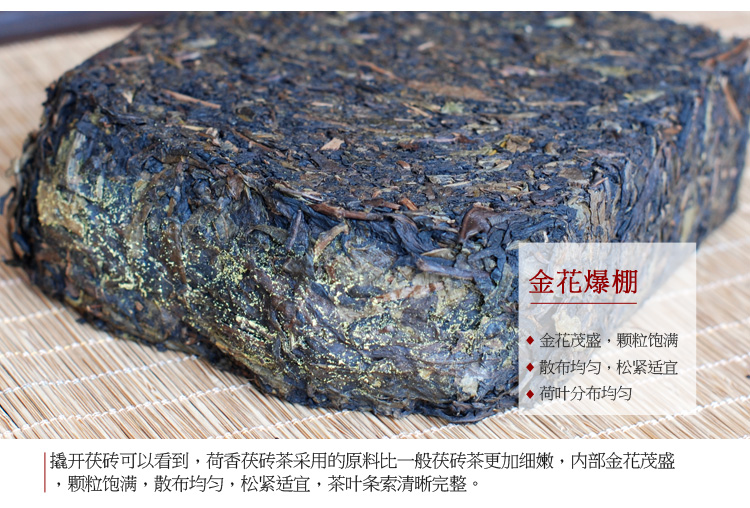 金花爆棚
金花茂盛，颗粒饱满
散布均匀，松紧适宜
荷叶分布均匀
撬开茯砖可以看到，荷香茯砖茶采用的原料比一般茯砖茶更加细嫩，内部金花茂盛
，颗粒饱满，散布均匀，松紧适宜，茶叶条索清晰完整。